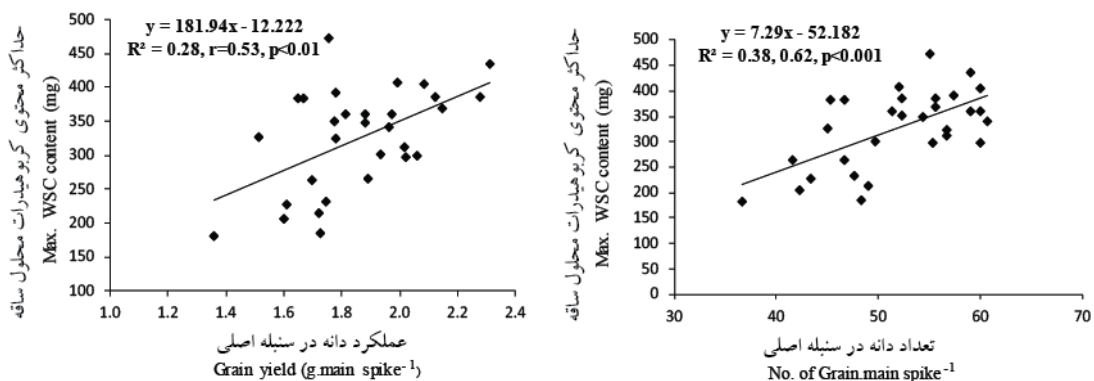 حداکثر محتوی کربوهیدرات محلول ساقه
Max. WSC content (mg)
500
450
400
350
300
250
200
150
100
y = 181.94x - 12.222
R² = 0.28, r=0.53, p<0.01
1.0 1.2 1.4 1.6 1.8 2.0 2.2 2.4
عملکرد دانه در سنبله اصلی
Grain yield (g.main spike⁻¹)
حداکثر محتوی کربوهیدرات محلول ساقه
Max. WSC content (mg)
500
450
400
350
300
250
200
150
100
50
0
y = 7.29x - 52.182
R² = 0.38, 0.62, p<0.001
30 40 50 60 70
تعداد دانه در سنبله اصلی
No. of Grain.main spike⁻¹